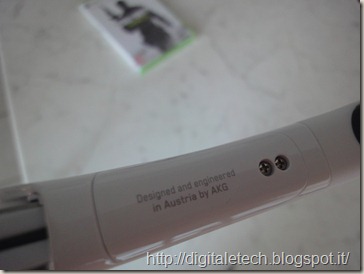 Designed and engineered
in Austria by AKG
http://digitaletech.blogspot.it/